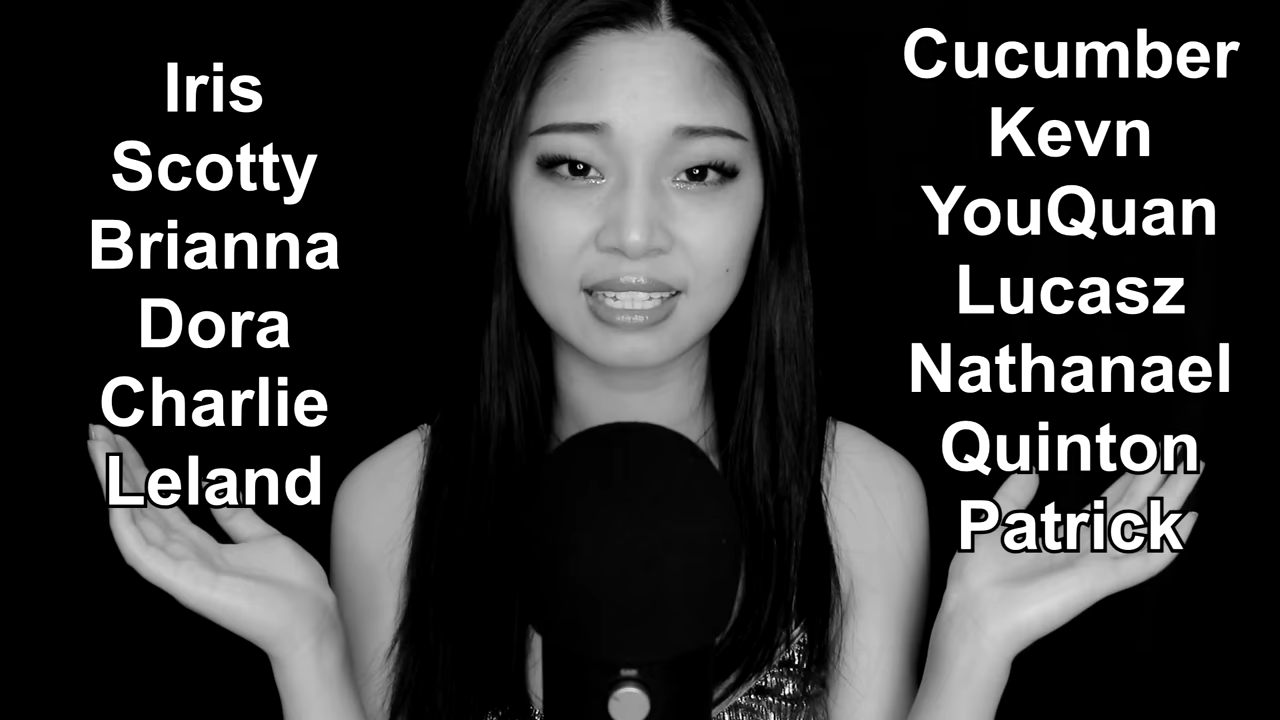 Iris
Scotty
Brianna
Dora
Charlie
Leland
Cucumber
Kevn
YouQuan
Lucasz
Nathanael
Quinton
Patrick